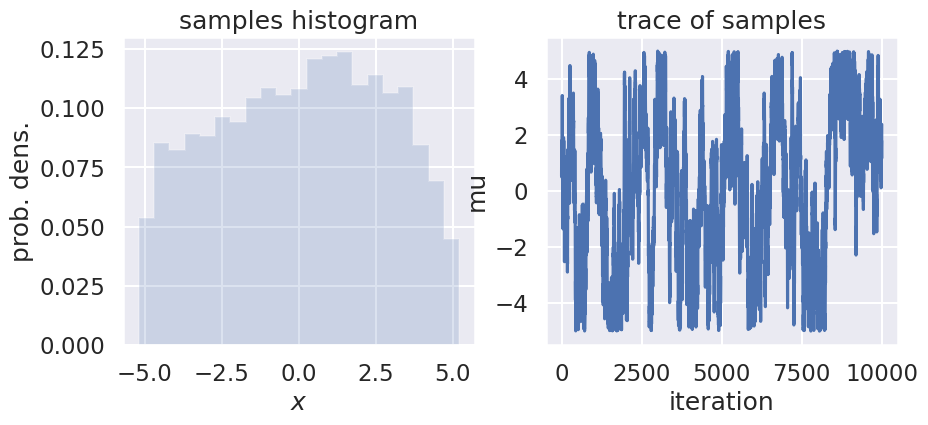 samples histogram
prob. dens.
0.125
0.100
0.075
0.050
0.025
0.000
−5.0 −2.5 0.0 2.5 5.0
x
trace of samples
mu
4
2
0
−2
−4
0 2500 5000 7500 10000
iteration